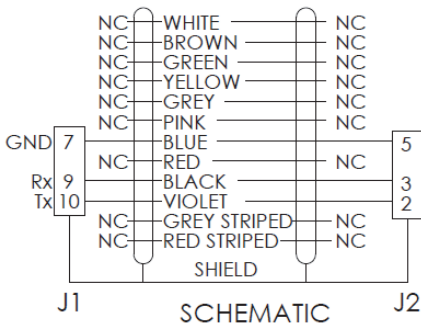 NC WHITE NC
NC BROWN NC
NC GREEN NC
NC YELLOW NC
NC GREY NC
NC PINK NC
GND 7 BLUE 5
NC RED NC
Rx 9 BLACK 3
Tx 10 VIOLET 2
NC GREY STRIPED NC
NC RED STRIPED NC
SHIELD
J1 SCHEMATIC J2